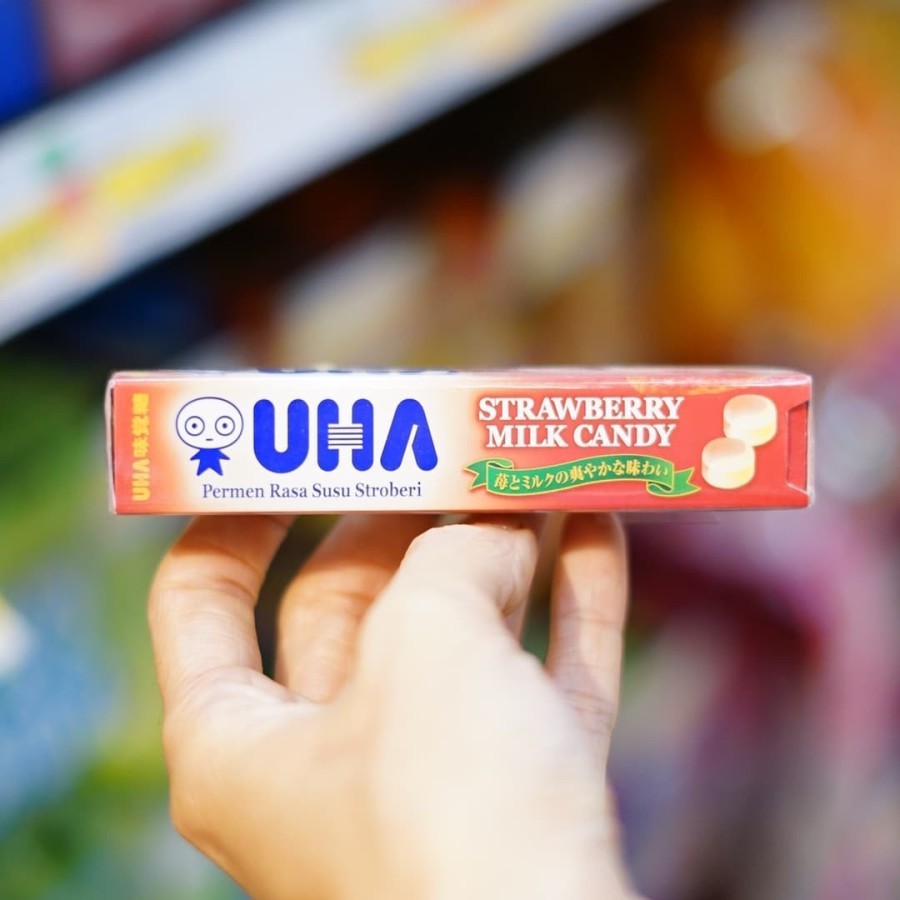 UHA味覚糖
UHA
Permen Rasa Susu Stroberi
STRAWBERRY
MILK CANDY
苺とミルクの爽やかな味わい